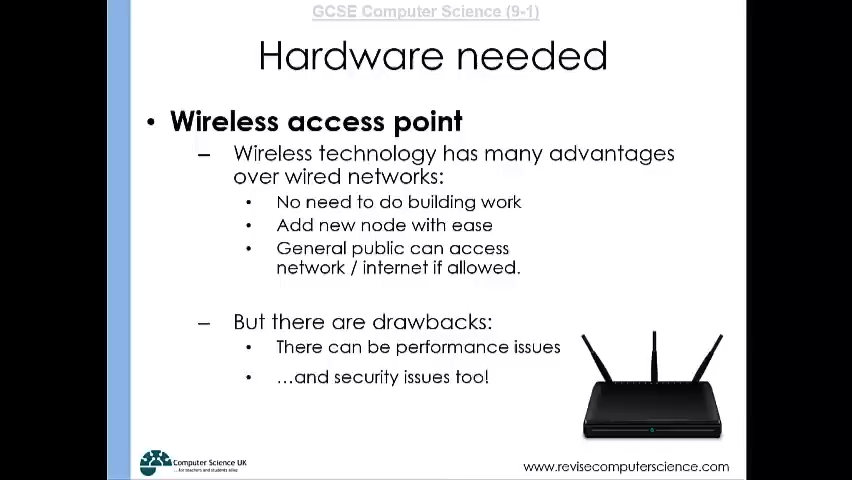 GCSE Computer Science (9-1)
Hardware needed
• Wireless access point
– Wireless technology has many advantages
over wired networks:
• No need to do building work
• Add new node with ease
• General public can access
network / internet if allowed.
– But there are drawbacks:
• There can be performance issues
• …and security issues too!
Computer Science UK
…for teachers and students alike.
www.revisecomputerscience.com